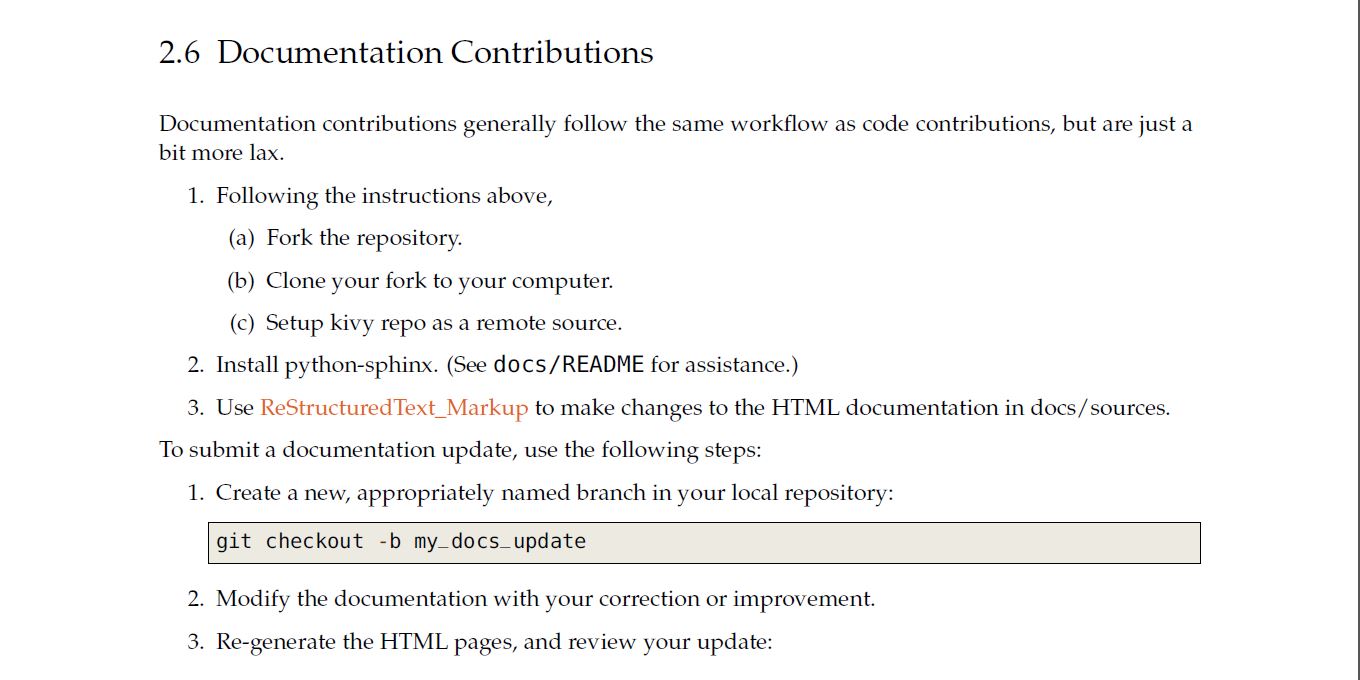 2.6 Documentation Contributions
Documentation contributions generally follow the same workflow as code contributions, but are just a
bit more lax.
1. Following the instructions above,
(a) Fork the repository.
(b) Clone your fork to your computer.
(c) Setup kivy repo as a remote source.
2. Install python-sphinx. (See docs/README for assistance.)
3. Use ReStructuredText_Markup to make changes to the HTML documentation in docs/sources.
To submit a documentation update, use the following steps:
1. Create a new, appropriately named branch in your local repository:
git checkout -b my_docs_update
2. Modify the documentation with your correction or improvement.
3. Re-generate the HTML pages, and review your update: